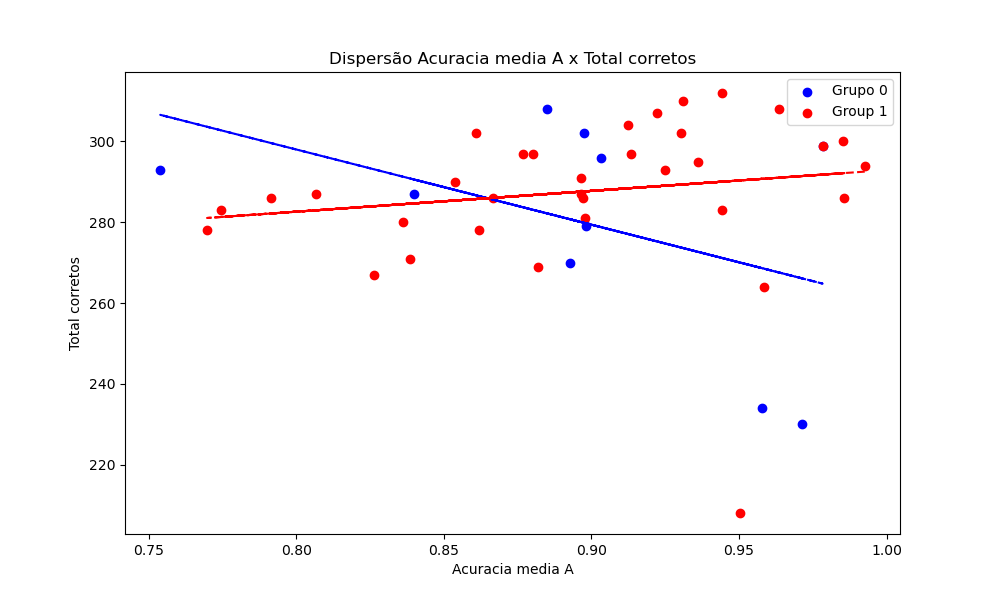 Dispersão Acuracia media A x Total corretos
Grupo 0
Group 1
Total corretos
300
280
260
240
220
0.75 0.80 0.85 0.90 0.95 1.00
Acuracia media A